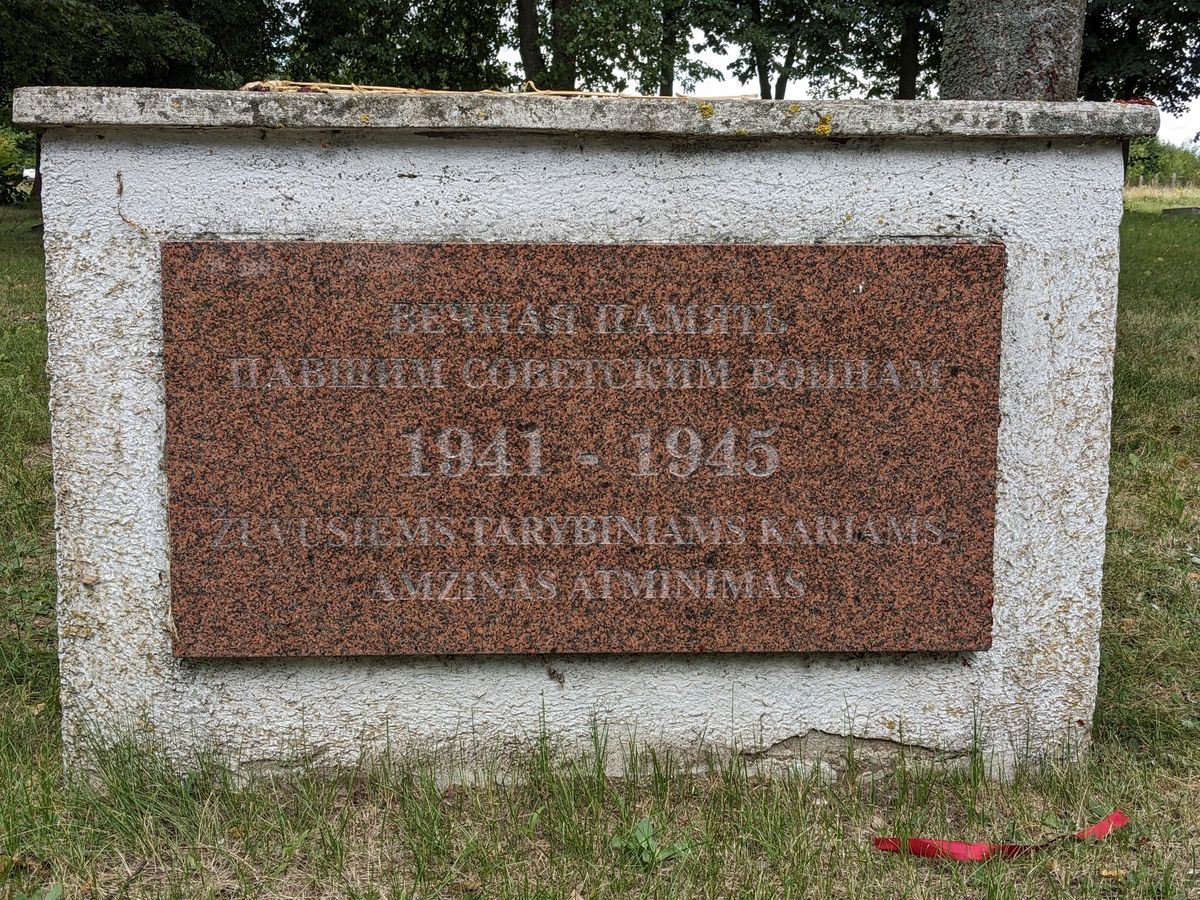 ВЕЧНАЯ ПАМЯТЬ
ПАВШИМ СОВЕТСКИМ ВОИНАМ
1941 - 1945
ŽUVUSIEMS TARYBINIAMS KARIAMS
AMŽINAS ATMINIMAS